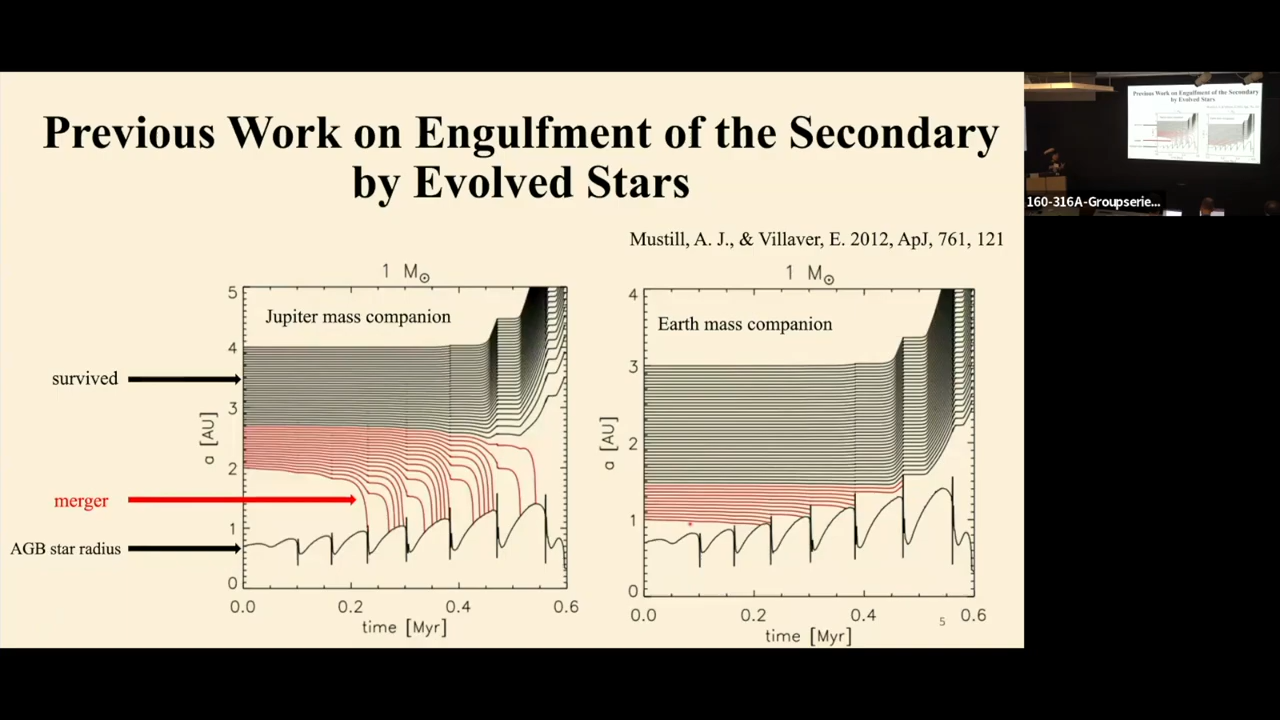 Previous Work on Engulfment of the Secondary
by Evolved Stars
Mustill, A. J., & Villaver, E. 2012, ApJ, 761, 121
1 M☉
Jupiter mass companion
survived
merger
AGB star radius
a [AU]
5
4
3
2
1
0
0.0 0.2 0.4 0.6
time [Myr]
1 M☉
Earth mass companion
a [AU]
4
3
2
1
0
0.0 0.2 0.4 0.6
time [Myr]
5
Previous Work on Engulfment of the Secondary
by Evolved Stars
160-316A-Groupserie...